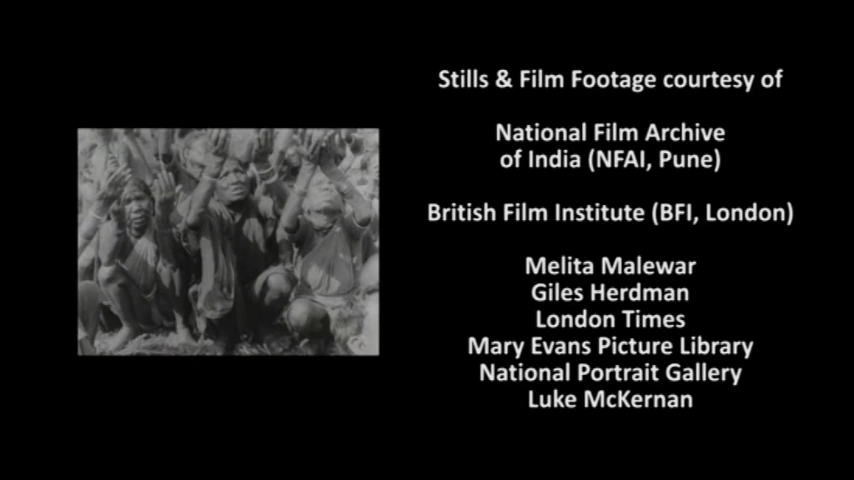 Stills & Film Footage courtesy of
National Film Archive
of India (NFAI, Pune)
British Film Institute (BFI, London)
Melita Malewar
Giles Herdman
London Times
Mary Evans Picture Library
National Portrait Gallery
Luke McKernan